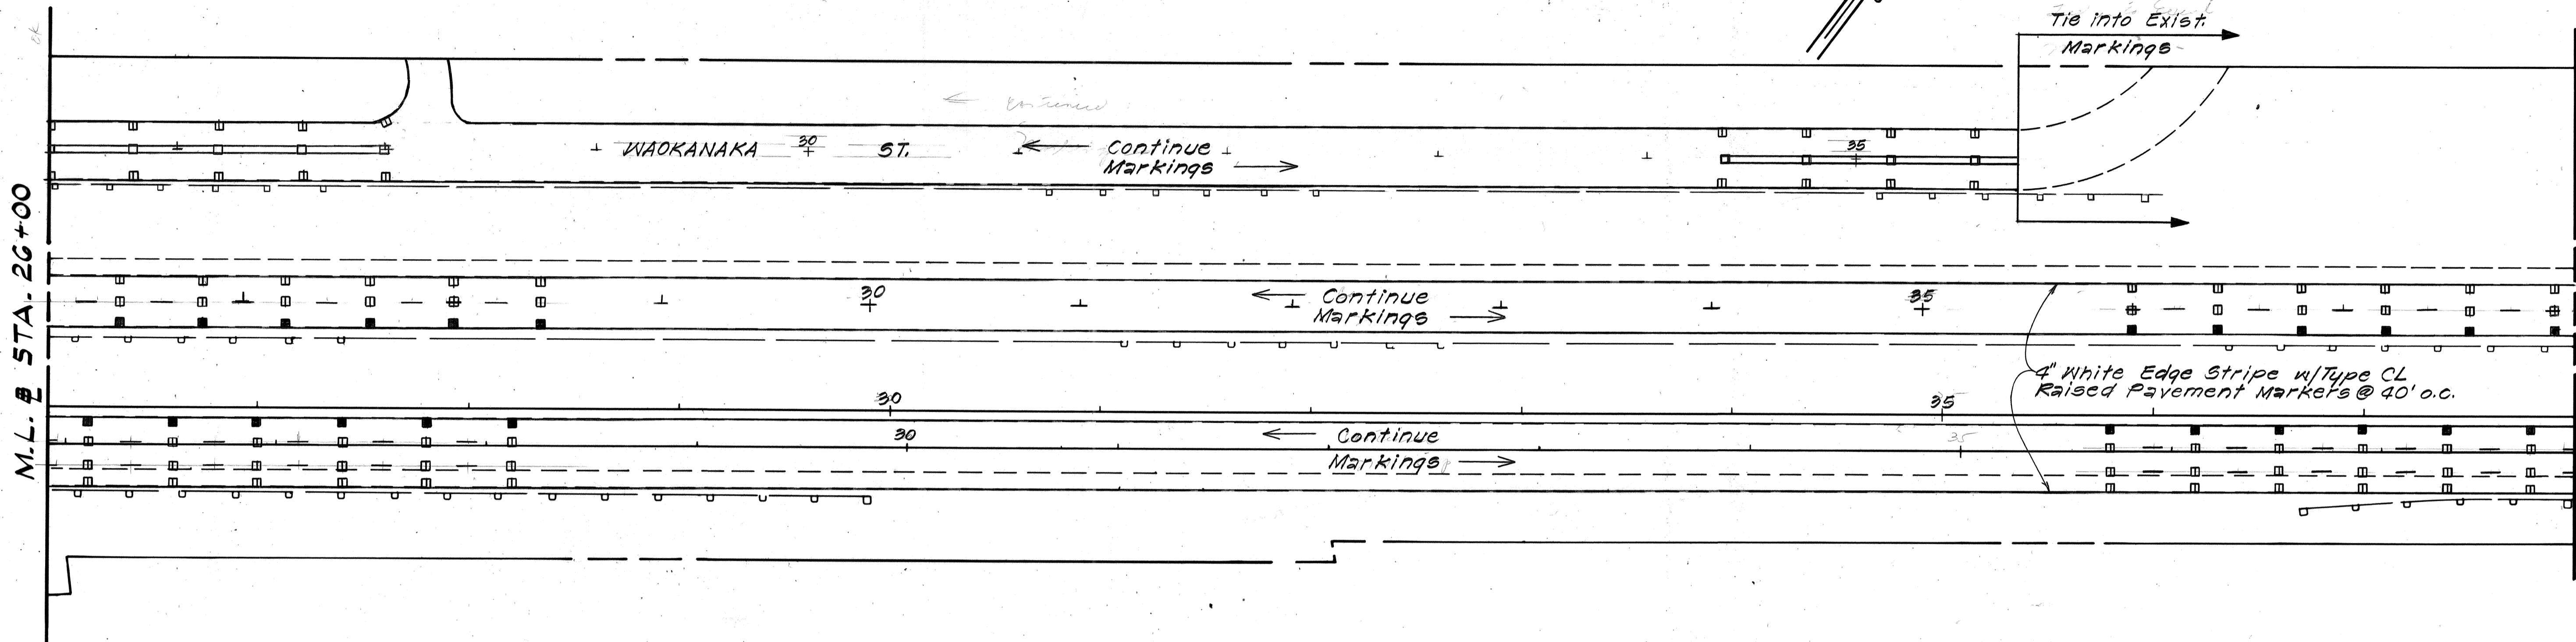 Tie into Exist.
Markings
WAOKANAKA 30 ST.
Continue
Markings
35
M.L. B STA. 26+00
30
Continue
Markings
35
4" White Edge Stripe w/Type CL
Raised Pavement Markers @ 40' o.c.
30
35
30
Continue
Markings
35